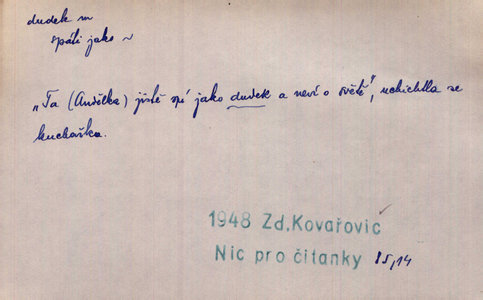 dudek m
spáti jako ~
„Ta (Andělka) jistě spí jako dudek a neví o světě", uchichtla se
kuchařka.
1948 Zd. Kovařovic
Nic pro čítanky 15,14